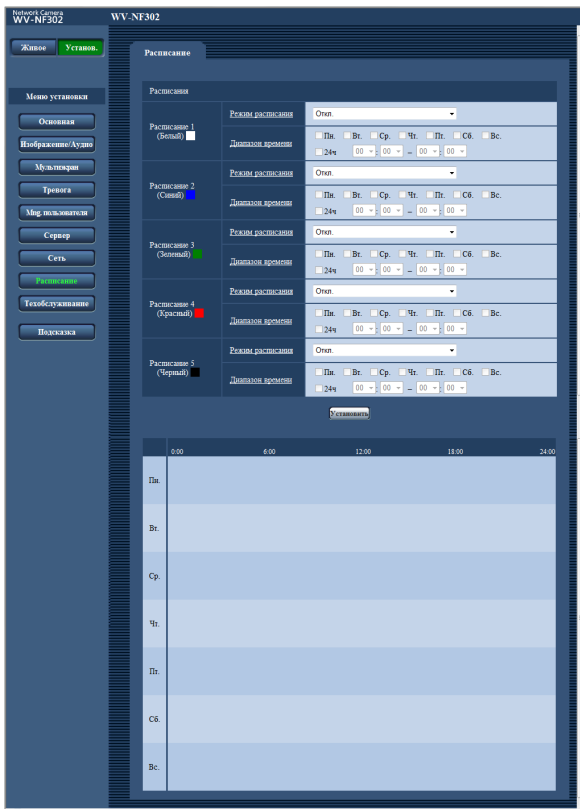 Network Camera
WV-NF302
WV-NF302
Живое Установ.
Расписание
Меню установки
Основная
Изображение/Аудио
Мультиэкран
Тревога
Mng. пользователя
Сервер
Сеть
Расписание
Техобслуживание
Подсказка
Расписания
Расписание 1
(Белый)
Режим расписания
Откл.
Диапазон времени
Пн. Вт. Ср. Чт. Пт. Сб. Вс.
24ч 00 : 00 – 00 : 00
Расписание 2
(Синий)
Режим расписания
Откл.
Диапазон времени
Пн. Вт. Ср. Чт. Пт. Сб. Вс.
24ч 00 : 00 – 00 : 00
Расписание 3
(Зеленый)
Режим расписания
Откл.
Диапазон времени
Пн. Вт. Ср. Чт. Пт. Сб. Вс.
24ч 00 : 00 – 00 : 00
Расписание 4
(Красный)
Режим расписания
Откл.
Диапазон времени
Пн. Вт. Ср. Чт. Пт. Сб. Вс.
24ч 00 : 00 – 00 : 00
Расписание 5
(Черный)
Режим расписания
Откл.
Диапазон времени
Пн. Вт. Ср. Чт. Пт. Сб. Вс.
24ч 00 : 00 – 00 : 00
Установить
0:00 6:00 12:00 18:00 24:00
Пн.
Вт.
Ср.
Чт.
Пт.
Сб.
Вс.